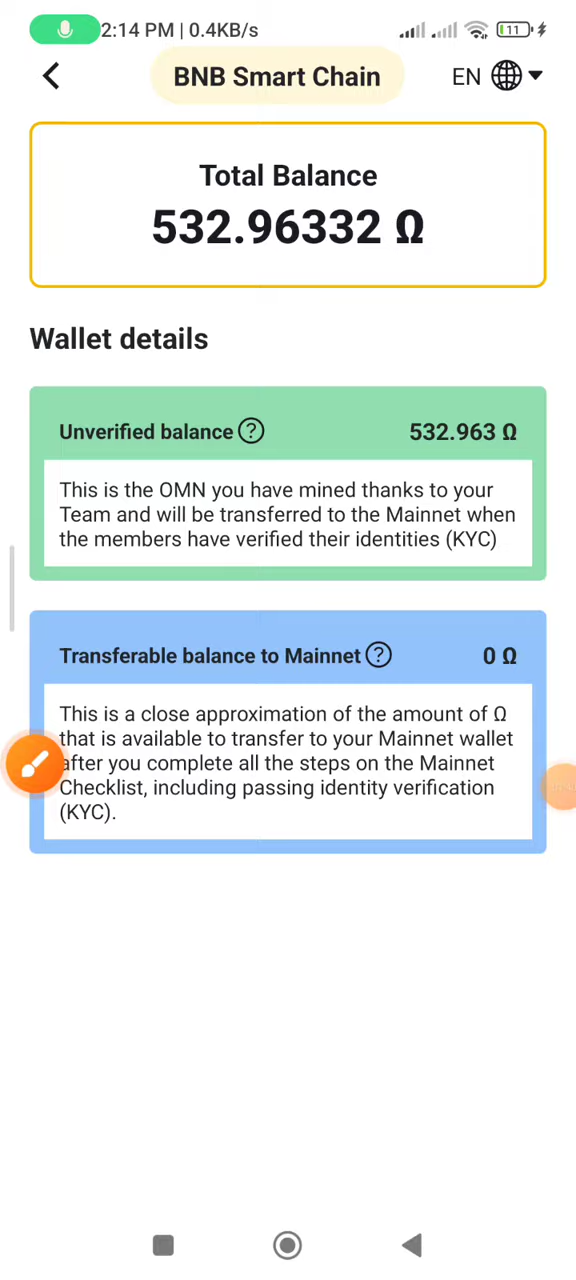 2:14 PM | 0.4KB/s 11
BNB Smart Chain
EN
Total Balance
532.96332 Ω
Wallet details
Unverified balance ? 532.963 Ω
This is the OMN you have mined thanks to your
Team and will be transferred to the Mainnet when
the members have verified their identities (KYC)
Transferable balance to Mainnet ? 0 Ω
This is a close approximation of the amount of Ω
that is available to transfer to your Mainnet wallet
after you complete all the steps on the Mainnet
Checklist, including passing identity verification
(KYC).